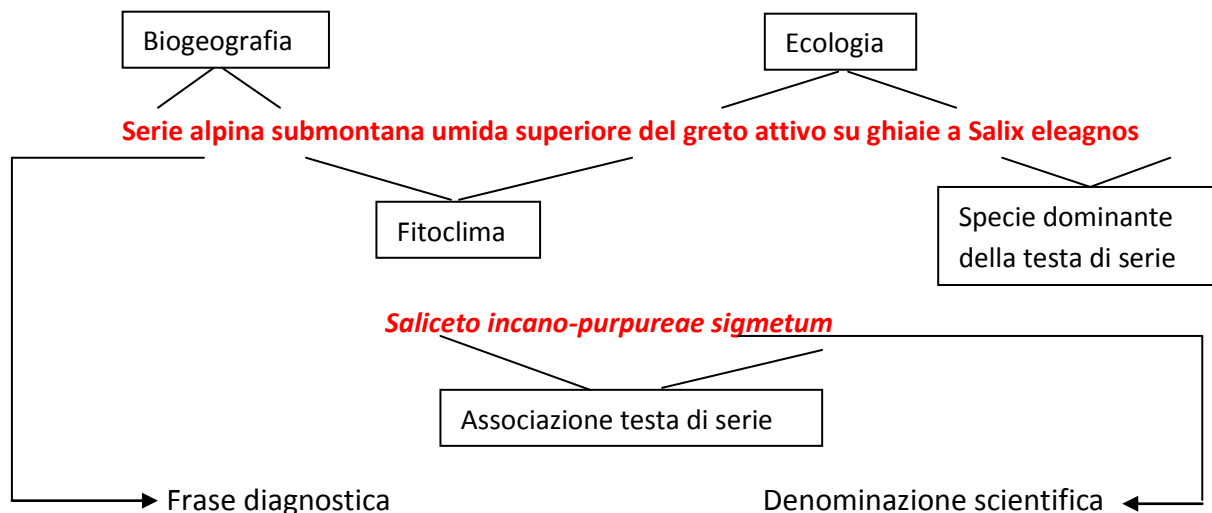 Biogeografia
Ecologia
Serie alpina submontana umida superiore del greto attivo su ghiaie a Salix eleagnos
Fitoclima
Specie dominante
della testa di serie
Saliceto incano-purpureae sigmetum
Associazione testa di serie
Frase diagnostica
Denominazione scientifica